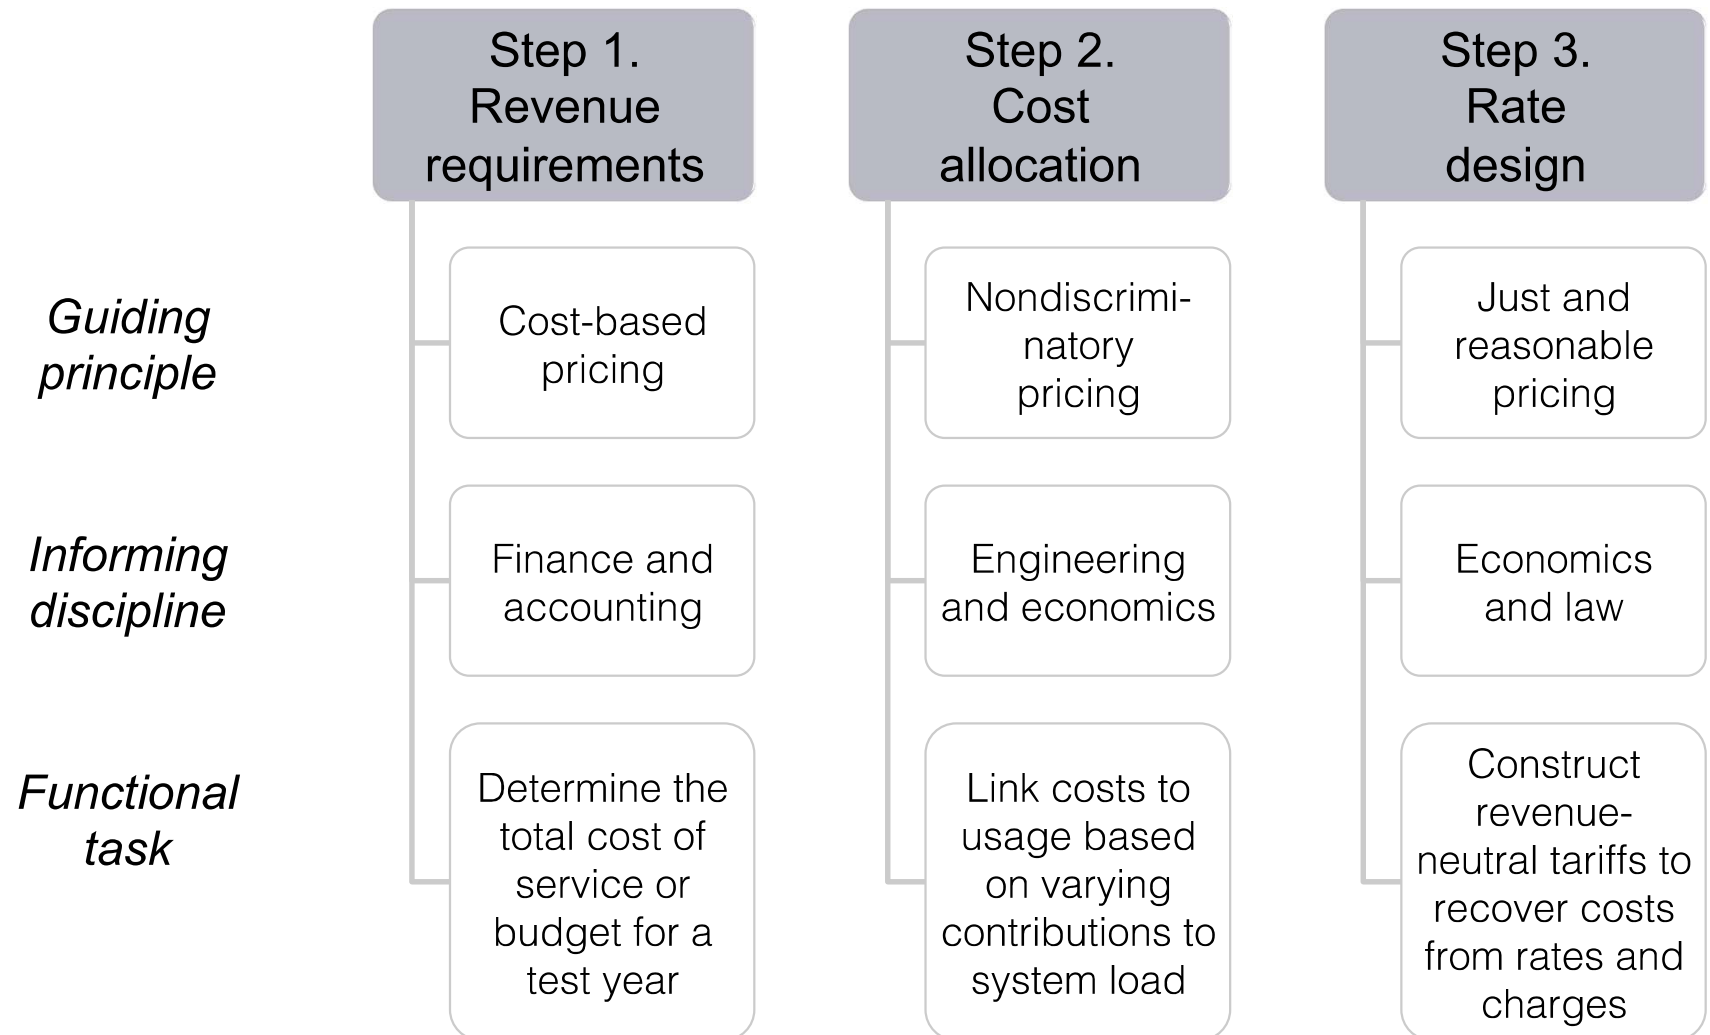 Step 1.
Revenue
requirements
Step 2.
Cost
allocation
Step 3.
Rate
design
Guiding
principle
Cost-based
pricing
Nondiscrimi-
natory
pricing
Just and
reasonable
pricing
Informing
discipline
Finance and
accounting
Engineering
and economics
Economics
and law
Functional
task
Determine the
total cost of
service or
budget for a
test year
Link costs to
usage based
on varying
contributions to
system load
Construct
revenue-
neutral tariffs to
recover costs
from rates and
charges